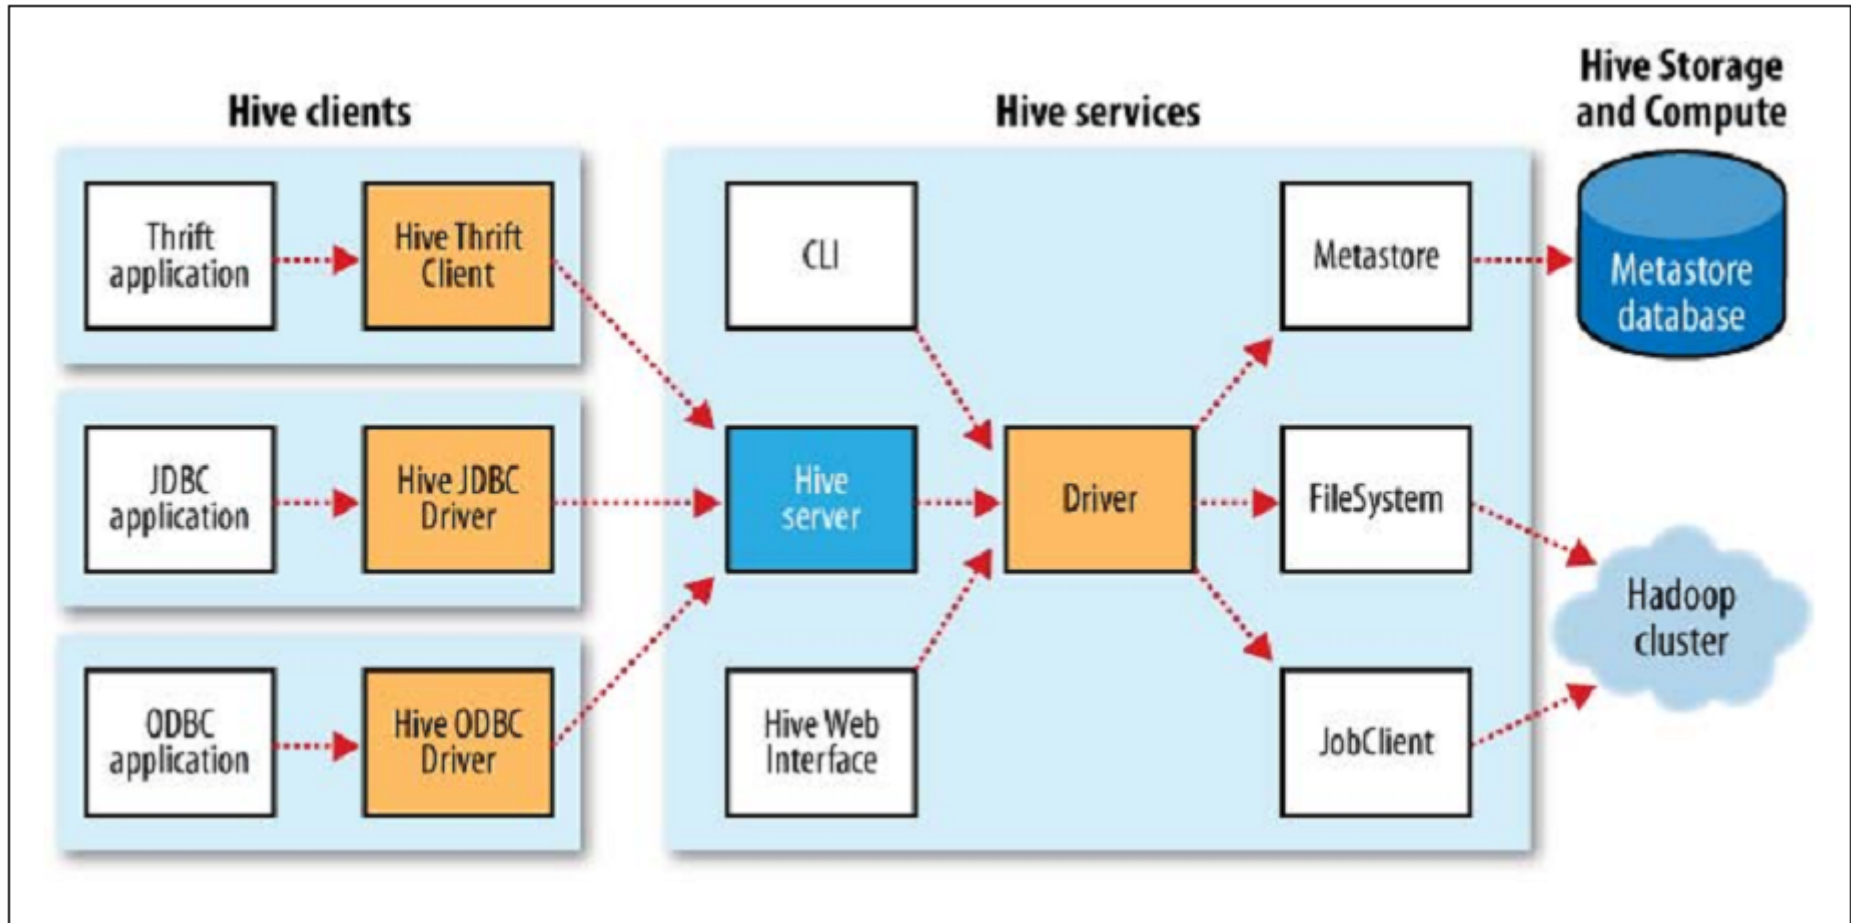 Hive clients
Thrift
application
Hive Thrift
Client
JDBC
application
Hive JDBC
Driver
ODBC
application
Hive ODBC
Driver
Hive services
CLI
Hive
server
Hive Web
Interface
Driver
Metastore
FileSystem
JobClient
Hive Storage
and Compute
Metastore
database
Hadoop
cluster